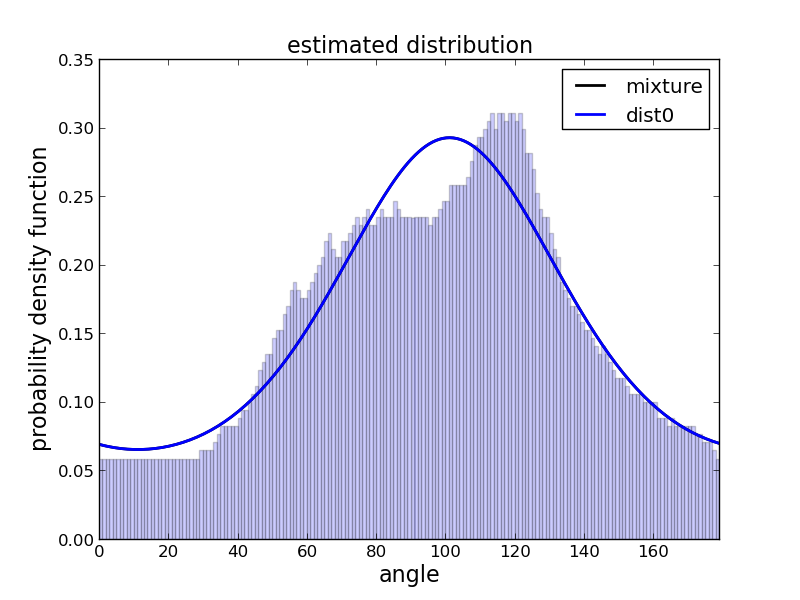 estimated distribution
mixture
dist0
probability density function
0.35
0.30
0.25
0.20
0.15
0.10
0.05
0.00
0 20 40 60 80 100 120 140 160
angle